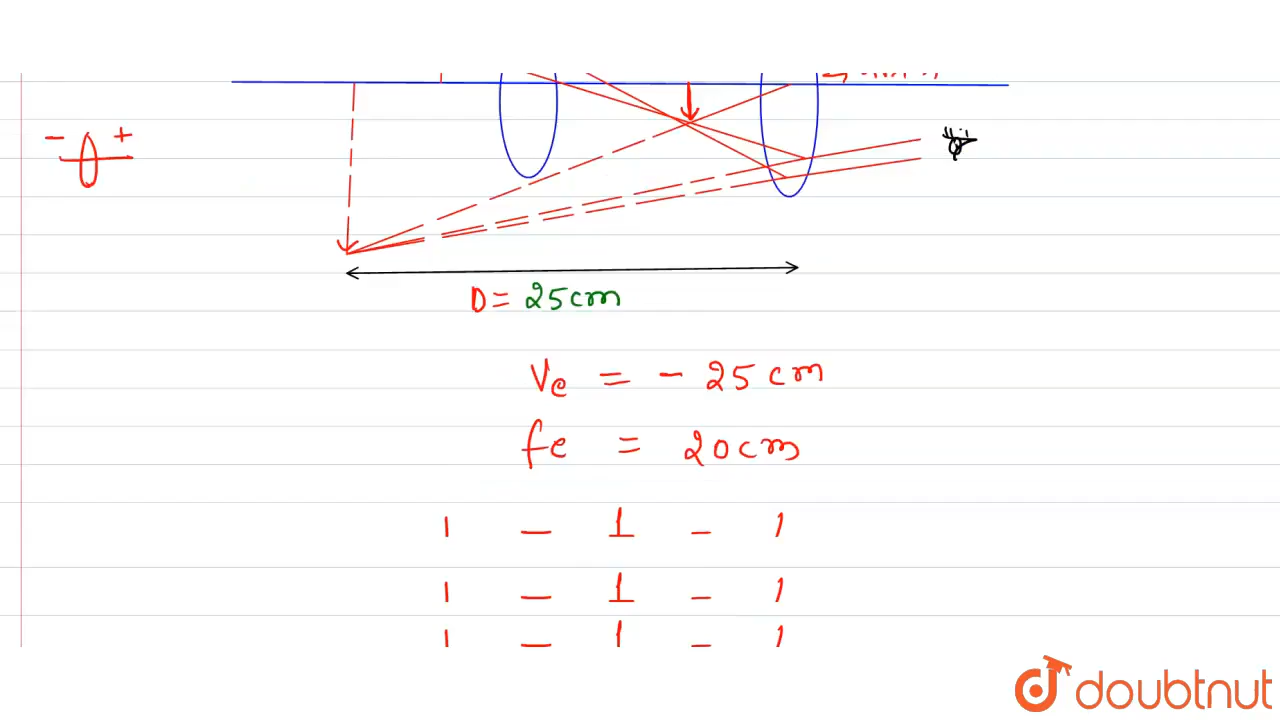 - +
D = 25cm
Ve = - 25 cm
fe = 20cm
1 - 1 - 1
1 - 1 - 1
1 - 1 - 1
doubtnut